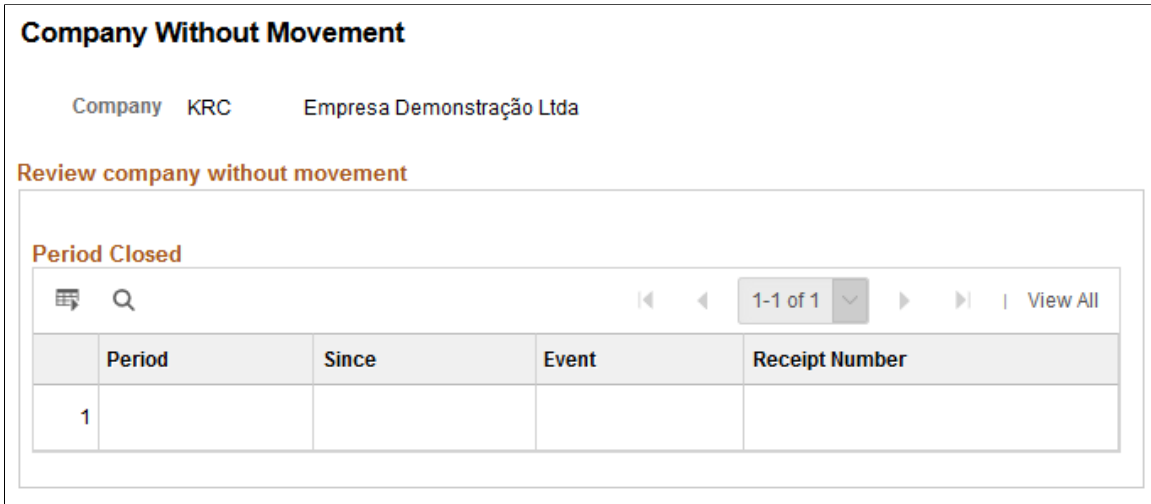 Company Without Movement
Company KRC Empresa Demonstração Ltda
Review company without movement
Period Closed
1-1 of 1 | View All
Period Since Event Receipt Number
1